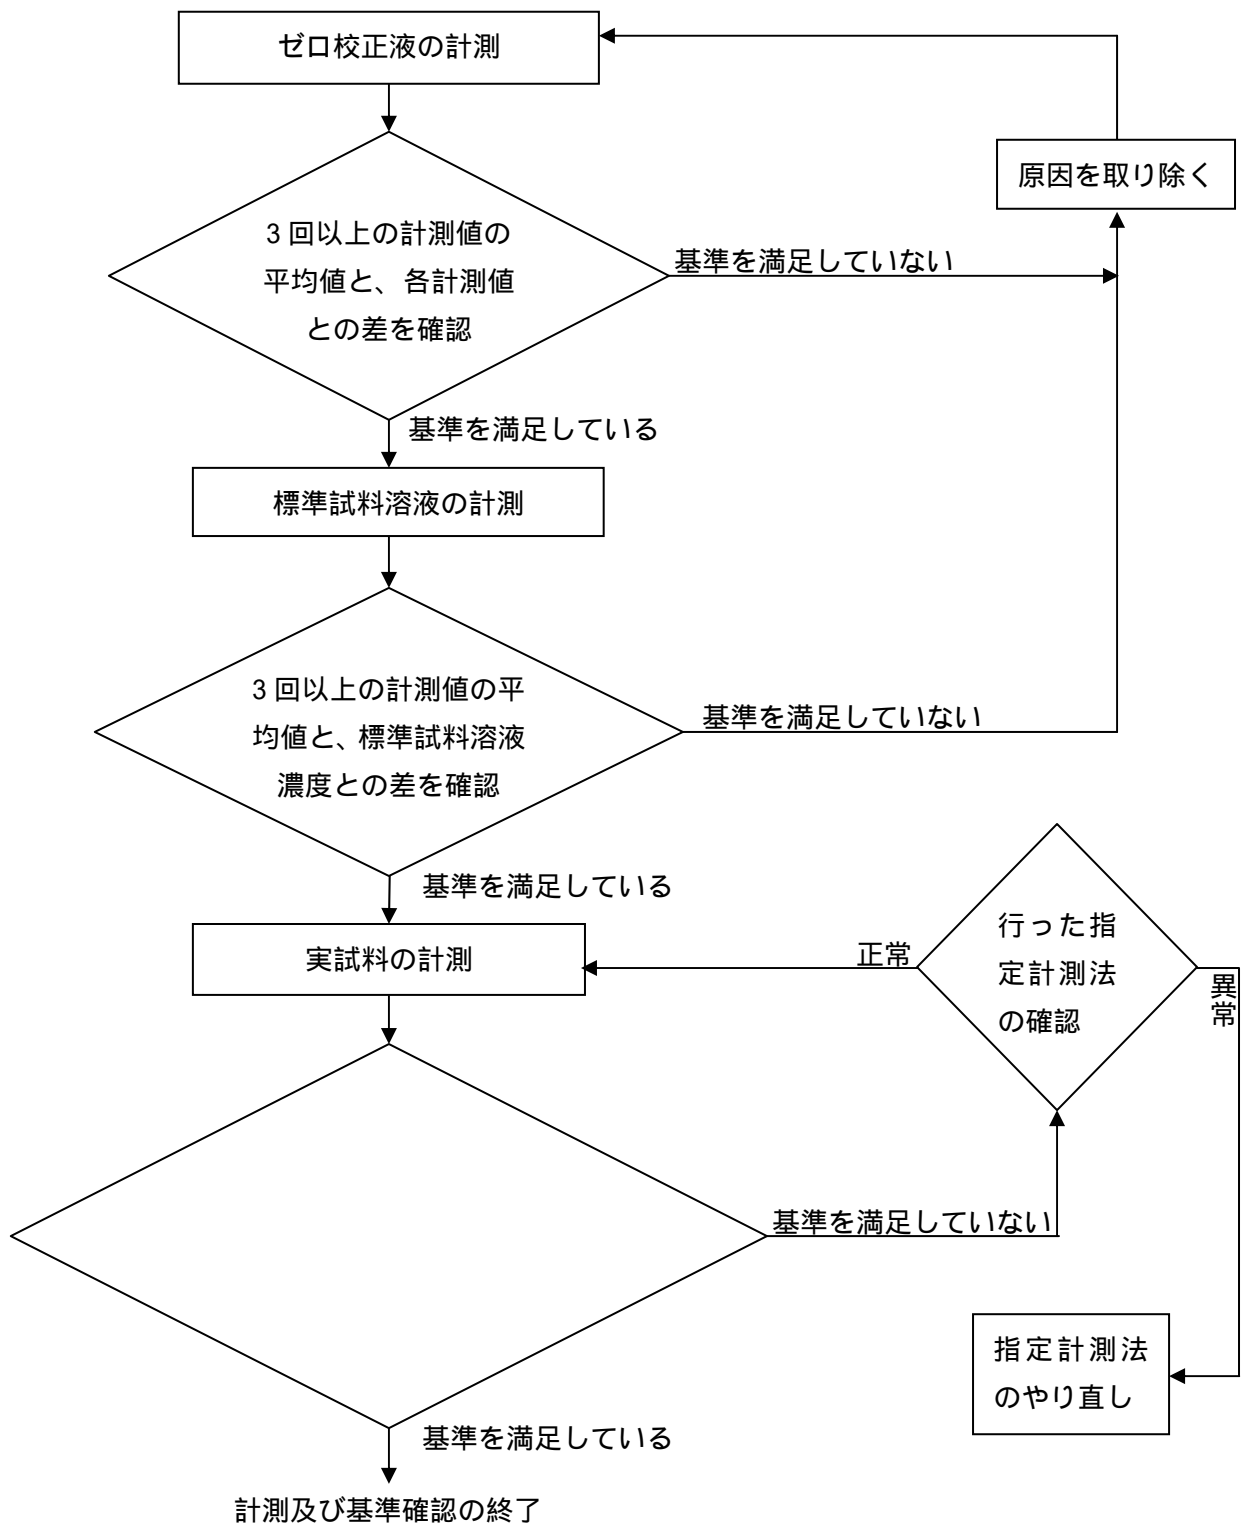 ゼロ校正液の計測
原因を取り除く
3回以上の計測値の
平均値と、各計測値
との差を確認
基準を満足していない
基準を満足している
標準試料溶液の計測
3回以上の計測値の平
均値と、標準試料溶液
濃度との差を確認
基準を満足していない
基準を満足している
実試料の計測
正常
行った指
定計測法
の確認
異常
基準を満足していない
指定計測法
のやり直し
基準を満足している
計測及び基準確認の終了